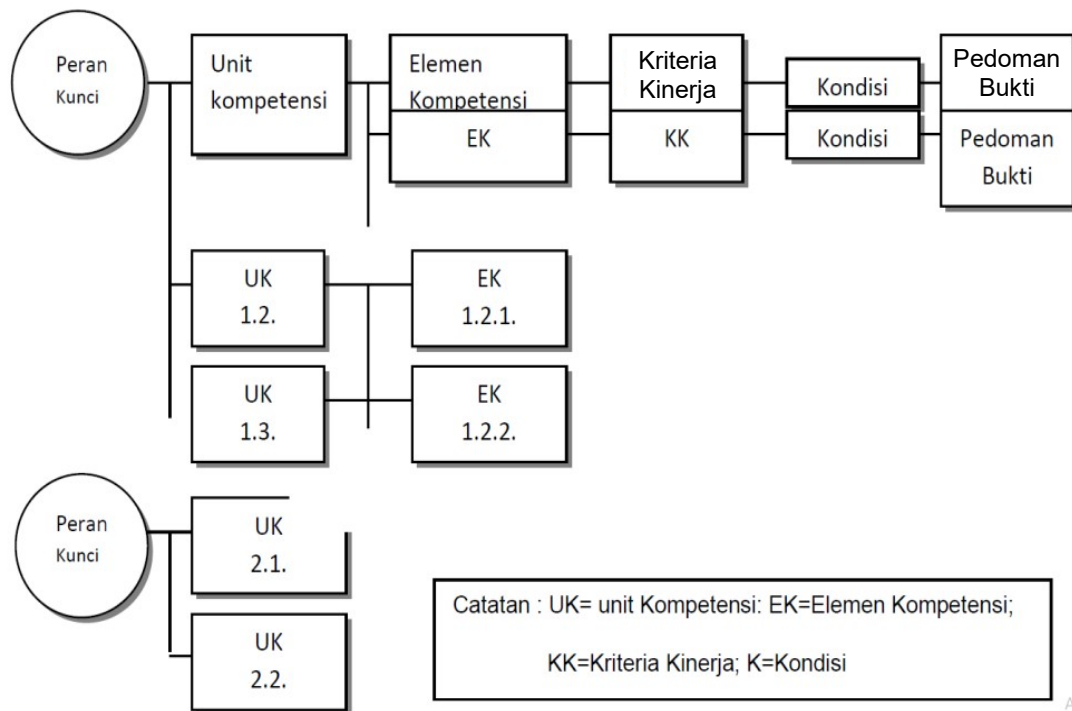 Peran
Kunci
Unit
kompetensi
Elemen
Kompetensi
Kriteria
Kinerja
Kondisi
Pedoman
Bukti
EK
KK
Kondisi
Pedoman
Bukti
UK
1.2.
EK
1.2.1.
UK
1.3.
EK
1.2.2.
Peran
Kunci
UK
2.1.
UK
2.2.
Catatan : UK= unit Kompetensi: EK=Elemen Kompetensi;
KK=Kriteria Kinerja; K=Kondisi
A